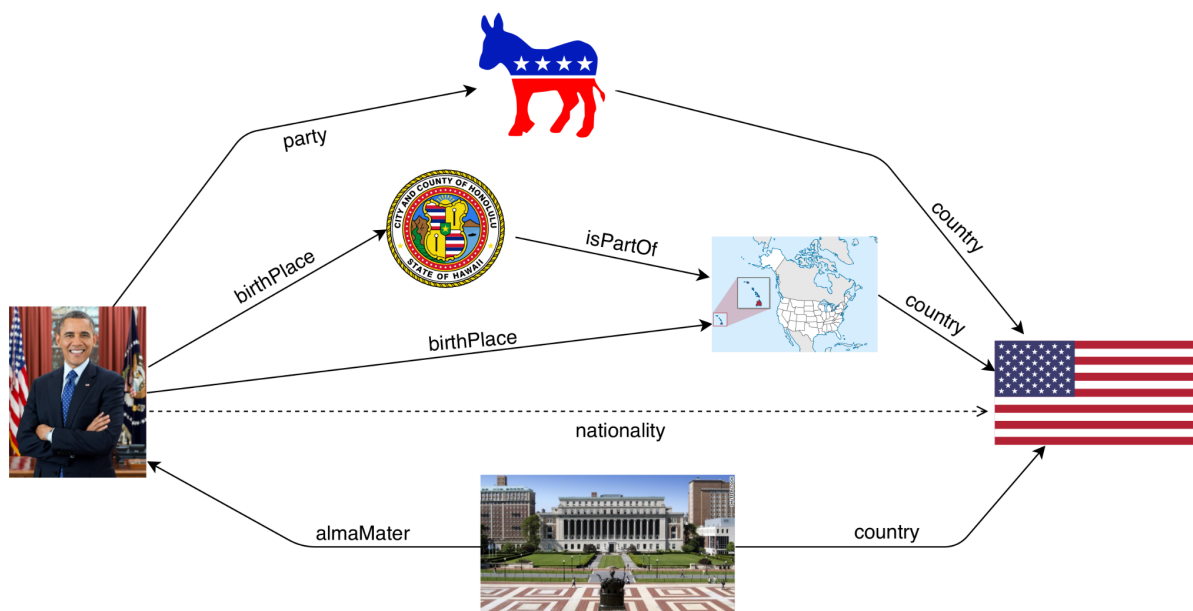 party
country
CITY AND COUNTY OF HONOLULU
STATE OF HAWAII
isPartOf
birthPlace
country
birthPlace
nationality
almaMater
country